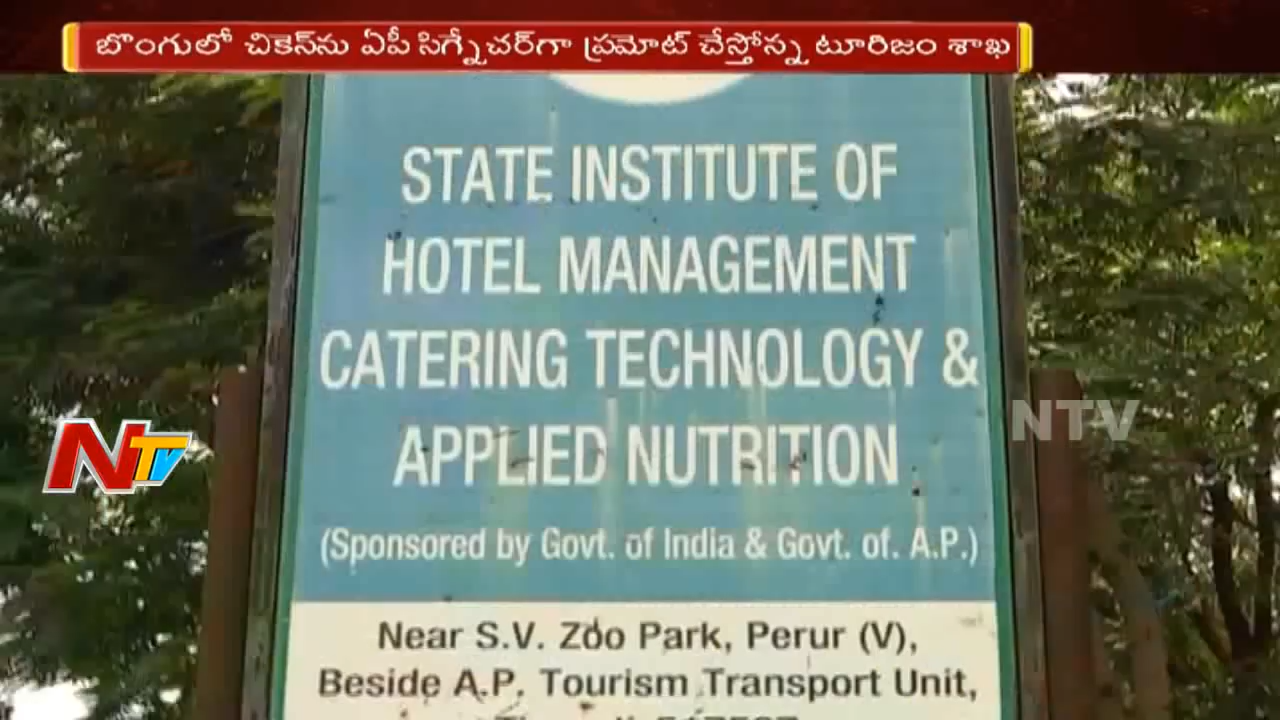 బొంగులో చికెన్‌ను ఏపీ సిగ్నేచర్‌గా ప్రమోట్ చేస్తోన్న టూరిజం శాఖ
STATE INSTITUTE OF
HOTEL MANAGEMENT
CATERING TECHNOLOGY &
APPLIED NUTRITION
NTV
NTV
(Sponsored by Govt. of India & Govt. of. A.P.)
Near S.V. Zoo Park, Perur (V),
Beside A.P. Tourism Transport Unit,